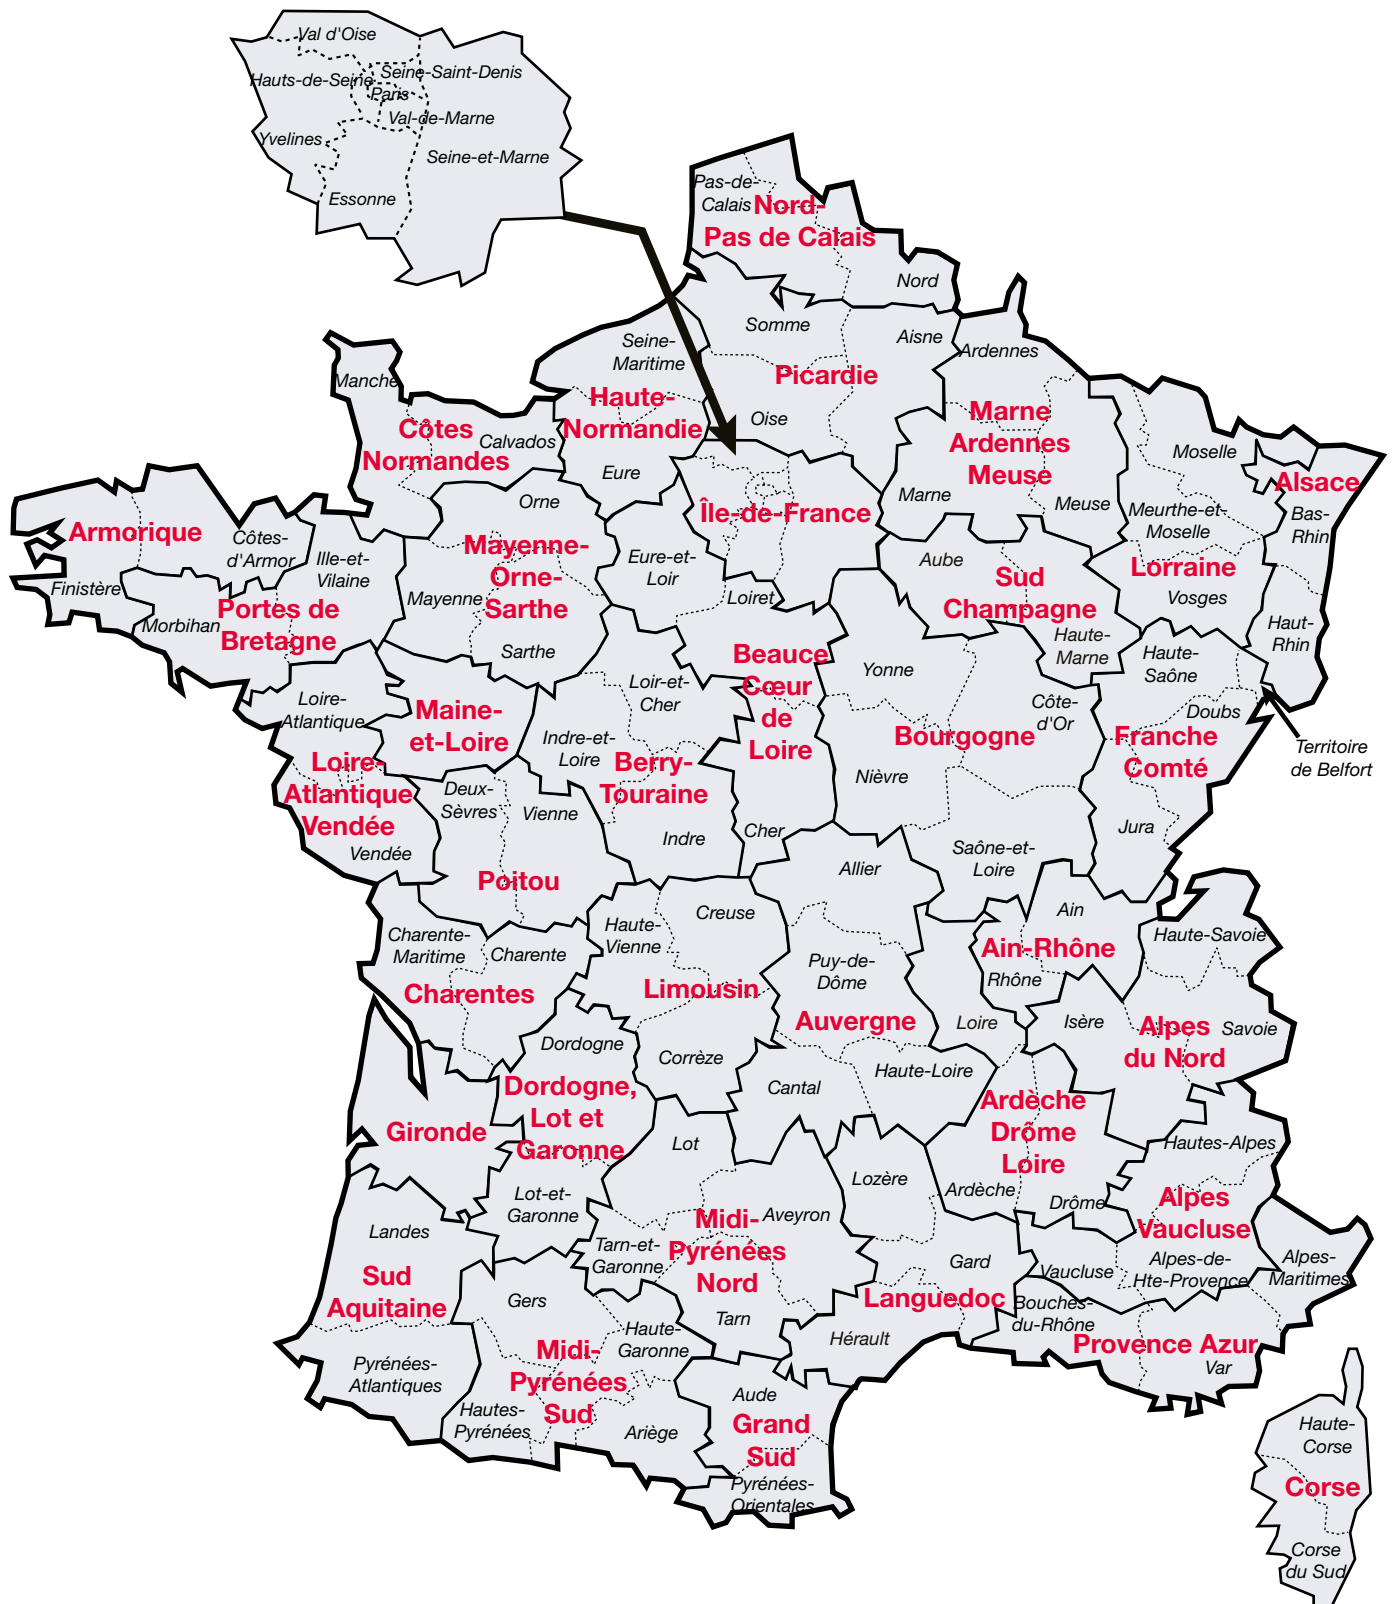 Val d'Oise
Hauts-de-Seine
Seine-Saint-Denis
Paris
Val-de-Marne
Yvelines
Seine-et-Marne
Essonne
Pas-de-
Calais
Nord-
Pas de Calais
Nord
Somme
Aisne
Picardie
Oise
Seine-
Maritime
Haute-
Normandie
Eure
Ardennes
Marne
Ardennes
Meuse
Marne
Meuse
Manche
Côtes
Normandes
Calvados
Orne
Moselle
Alsace
Bas-
Rhin
Meurthe-et-
Moselle
Lorraine
Vosges
Haut-
Rhin
Île-de-France
Armorique
Côtes-
d'Armor
Finistère
Ille-et-
Vilaine
Portes de
Bretagne
Morbihan
Mayenne-
Orne-
Sarthe
Mayenne
Sarthe
Eure-et-
Loir
Loiret
Aube
Sud
Champagne
Haute-
Marne
Haute-
Saône
Doubs
Territoire
de Belfort
Franche
Comté
Jura
Beauce
Cœur
de
Loire
Cher
Yonne
Côte-
d'Or
Bourgogne
Nièvre
Saône-et-
Loire
Loire-
Atlantique
Maine-
et-Loire
Loire-
Atlantique
Vendée
Vendée
Loir-et-
Cher
Indre-et-
Loire
Berry-
Touraine
Indre
Deux-
Sèvres
Vienne
Poitou
Allier
Puy-de-
Dôme
Auvergne
Cantal
Haute-Loire
Loire
Ain
Ain-Rhône
Rhône
Haute-Savoie
Isère
Alpes
du Nord
Savoie
Charente-
Maritime
Charente
Charentes
Haute-
Vienne
Creuse
Limousin
Corrèze
Dordogne
Dordogne,
Lot et
Garonne
Lot-et-
Garonne
Gironde
Lot
Ardèche
Drôme
Loire
Ardèche
Drôme
Hautes-Alpes
Alpes
Vaucluse
Alpes-de-
Hte-Provence
Vaucluse
Alpes-
Maritimes
Lozère
Gard
Languedoc
Hérault
Bouches-
du-Rhône
Provence Azur
Var
Landes
Sud
Aquitaine
Pyrénées-
Atlantiques
Tarn-et-
Garonne
Midi-
Pyrénées
Nord
Aveyron
Tarn
Gers
Haute-
Garonne
Midi-
Pyrénées
Sud
Hautes-
Pyrénées
Ariège
Aude
Grand
Sud
Pyrénées-
Orientales
Haute-
Corse
Corse
Corse
du Sud